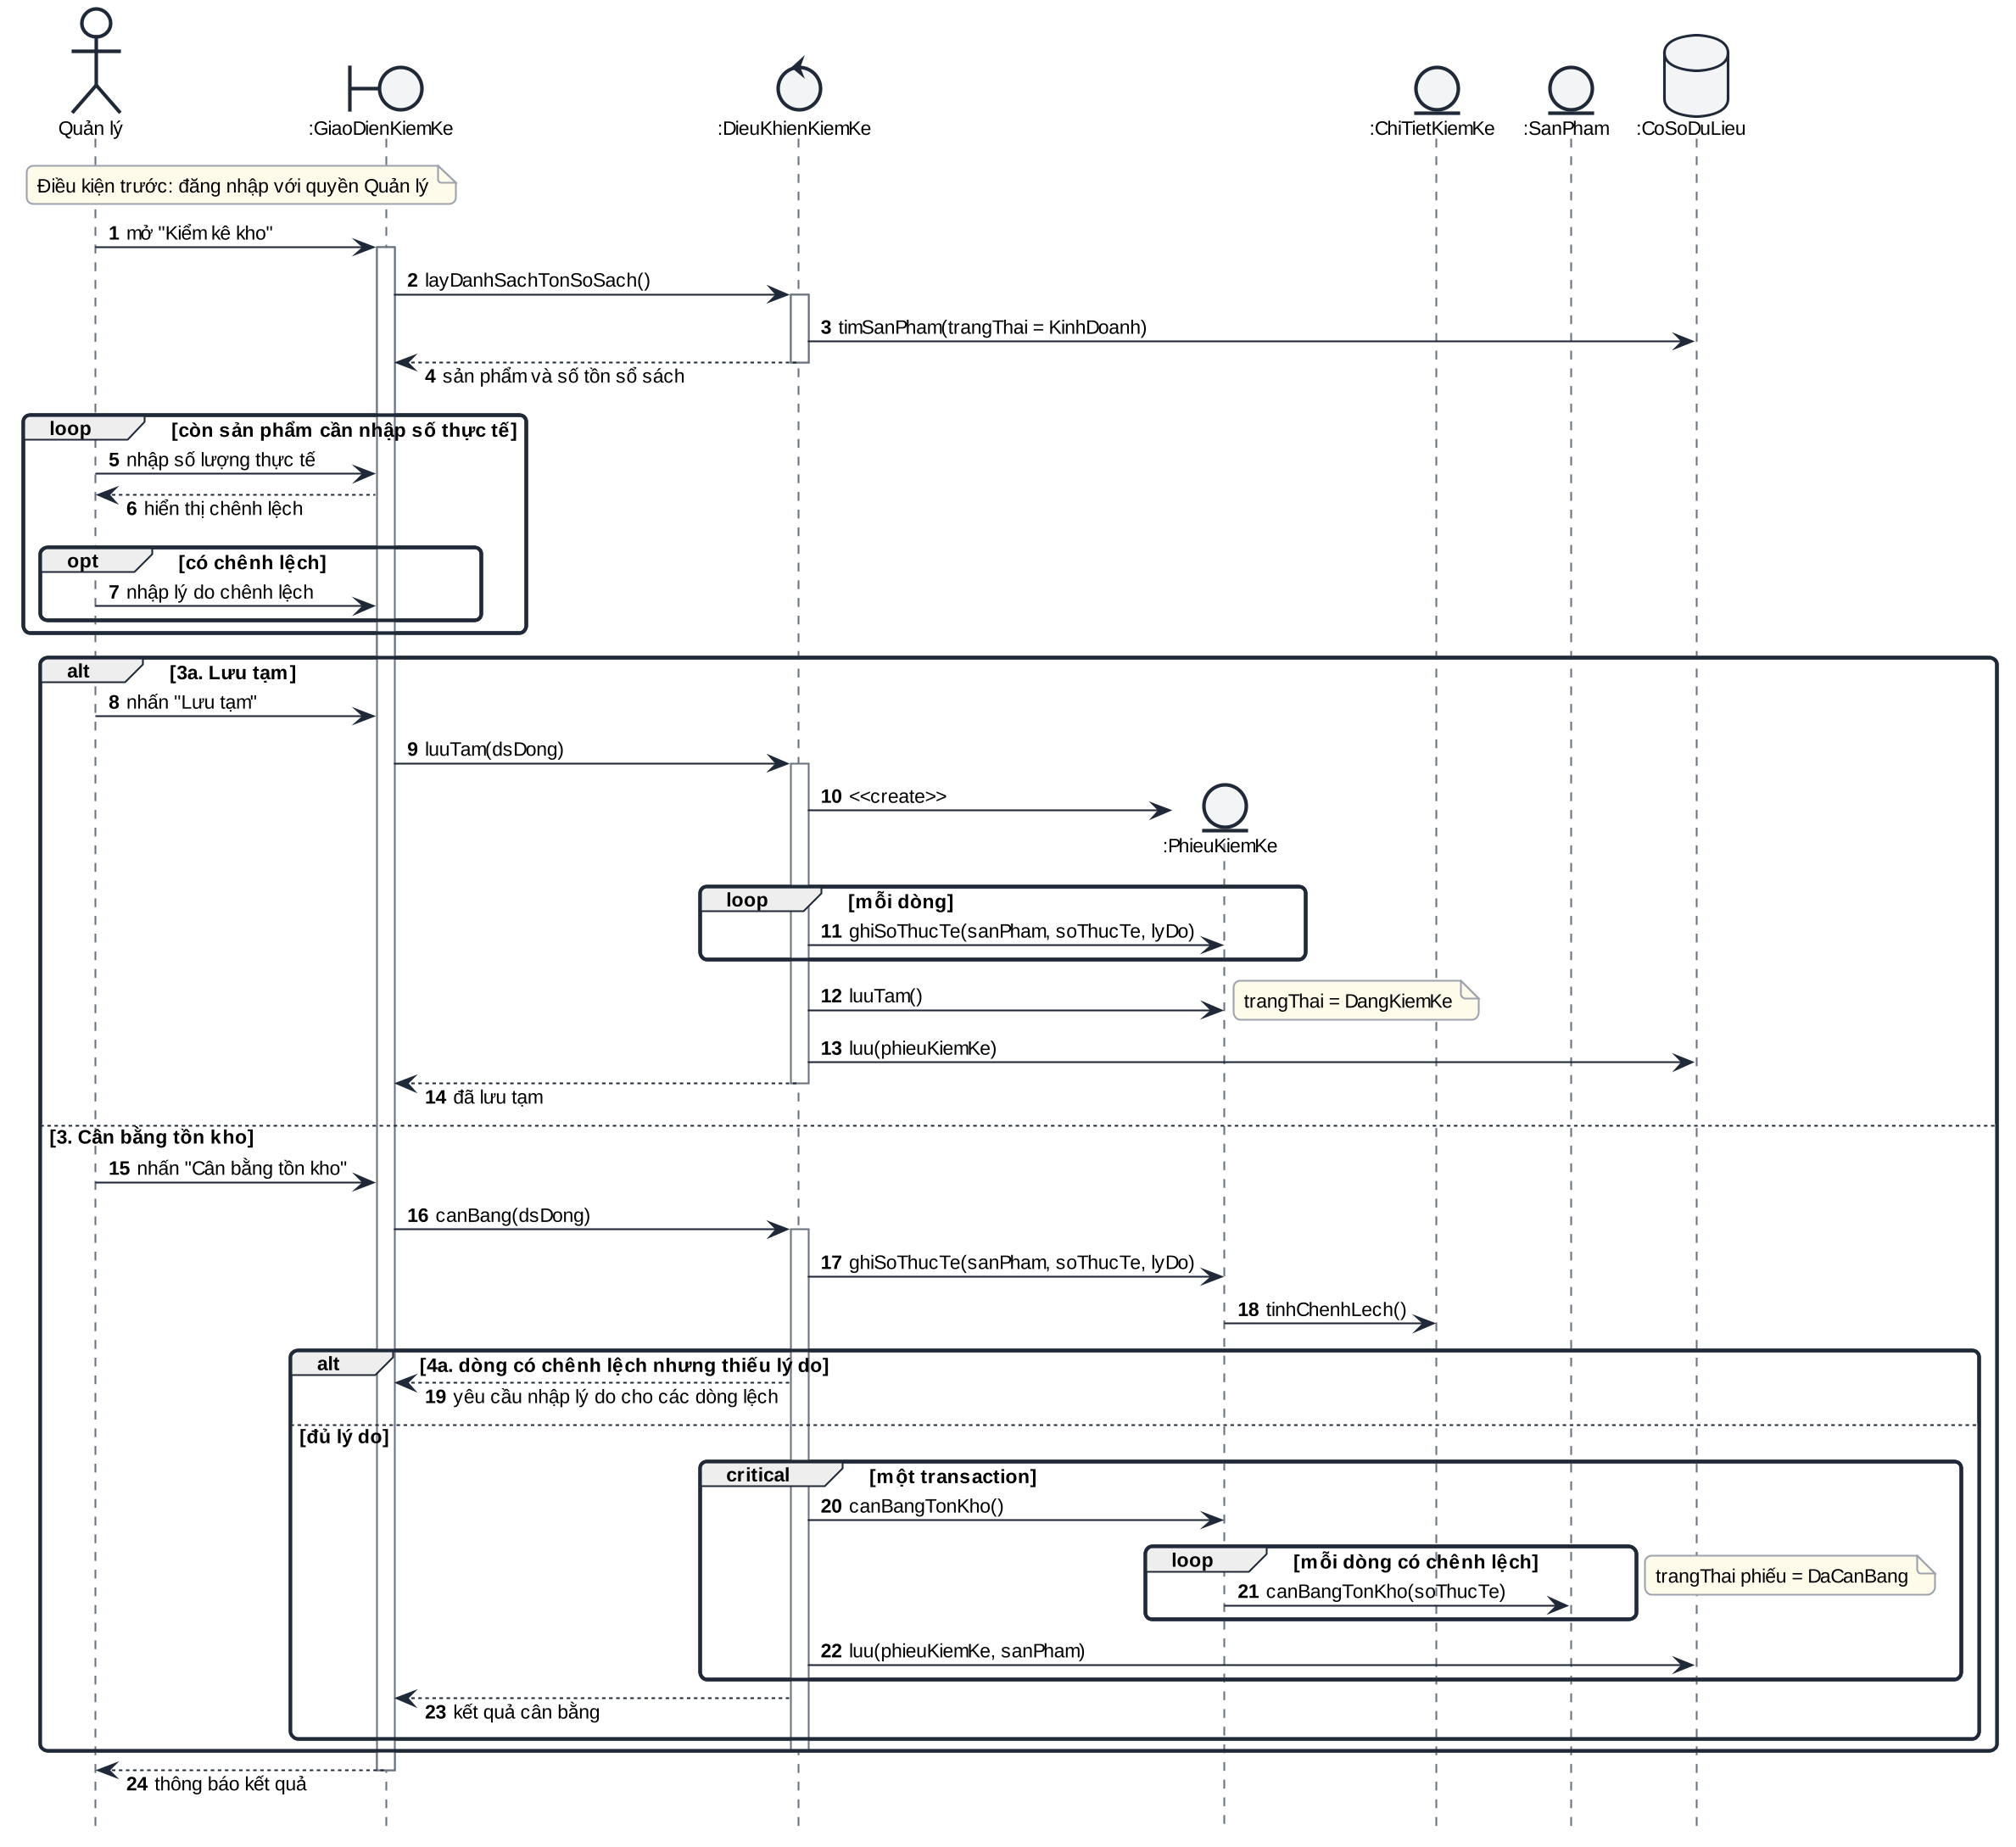 Quản lý
:GiaoDienKiemKe
:DieuKhienKiemKe
:ChiTietKiemKe
:SanPham
:CoSoDuLieu
Điều kiện trước: đăng nhập với quyền Quản lý
1 mở "Kiểm kê kho"
2 layDanhSachTonSoSach()
3 timSanPham(trangThai = KinhDoanh)
4 sản phẩm và số tồn sổ sách
loop [còn sản phẩm cần nhập số thực tế]
5 nhập số lượng thực tế
6 hiển thị chênh lệch
opt [có chênh lệch]
7 nhập lý do chênh lệch
alt [3a. Lưu tạm]
8 nhấn "Lưu tạm"
9 luuTam(dsDong)
10 <<create>>
:PhieuKiemKe
loop [mỗi dòng]
11 ghiSoThucTe(sanPham, soThucTe, lyDo)
12 luuTam()
trangThai = DangKiemKe
13 luu(phieuKiemKe)
14 đã lưu tạm
[3. Cân bằng tồn kho]
15 nhấn "Cân bằng tồn kho"
16 canBang(dsDong)
17 ghiSoThucTe(sanPham, soThucTe, lyDo)
18 tinhChenhLech()
alt [4a. dòng có chênh lệch nhưng thiếu lý do]
19 yêu cầu nhập lý do cho các dòng lệch
[đủ lý do]
critical [một transaction]
20 canBangTonKho()
loop [mỗi dòng có chênh lệch]
trangThai phiếu = DaCanBang
21 canBangTonKho(soThucTe)
22 luu(phieuKiemKe, sanPham)
23 kết quả cân bằng
24 thông báo kết quả